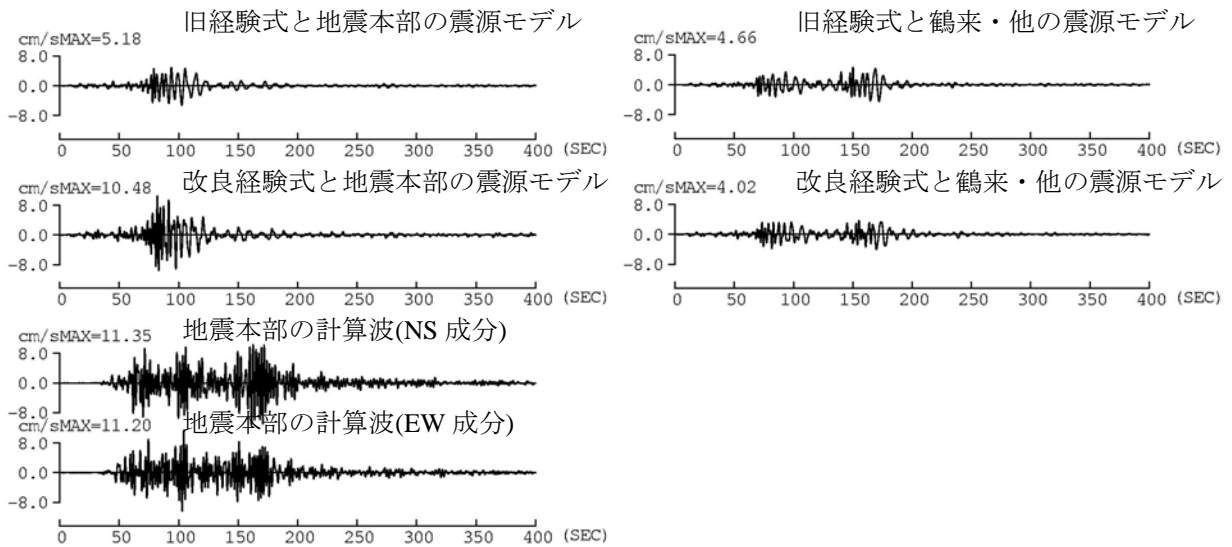 旧経験式と地震本部の震源モデル
cm/sMAX=5.18
8.0
0.0
-8.0
0 50 100 150 200 250 300 350 400 (SEC)
旧経験式と鶴来・他の震源モデル
cm/sMAX=4.66
8.0
0.0
-8.0
0 50 100 150 200 250 300 350 400 (SEC)
改良経験式と地震本部の震源モデル
cm/sMAX=10.48
8.0
0.0
-8.0
0 50 100 150 200 250 300 350 400 (SEC)
改良経験式と鶴来・他の震源モデル
cm/sMAX=4.02
8.0
0.0
-8.0
0 50 100 150 200 250 300 350 400 (SEC)
地震本部の計算波(NS 成分)
cm/sMAX=11.35
8.0
0.0
-8.0
地震本部の計算波(EW 成分)
cm/sMAX=11.20
8.0
0.0
-8.0
0 50 100 150 200 250 300 350 400 (SEC)